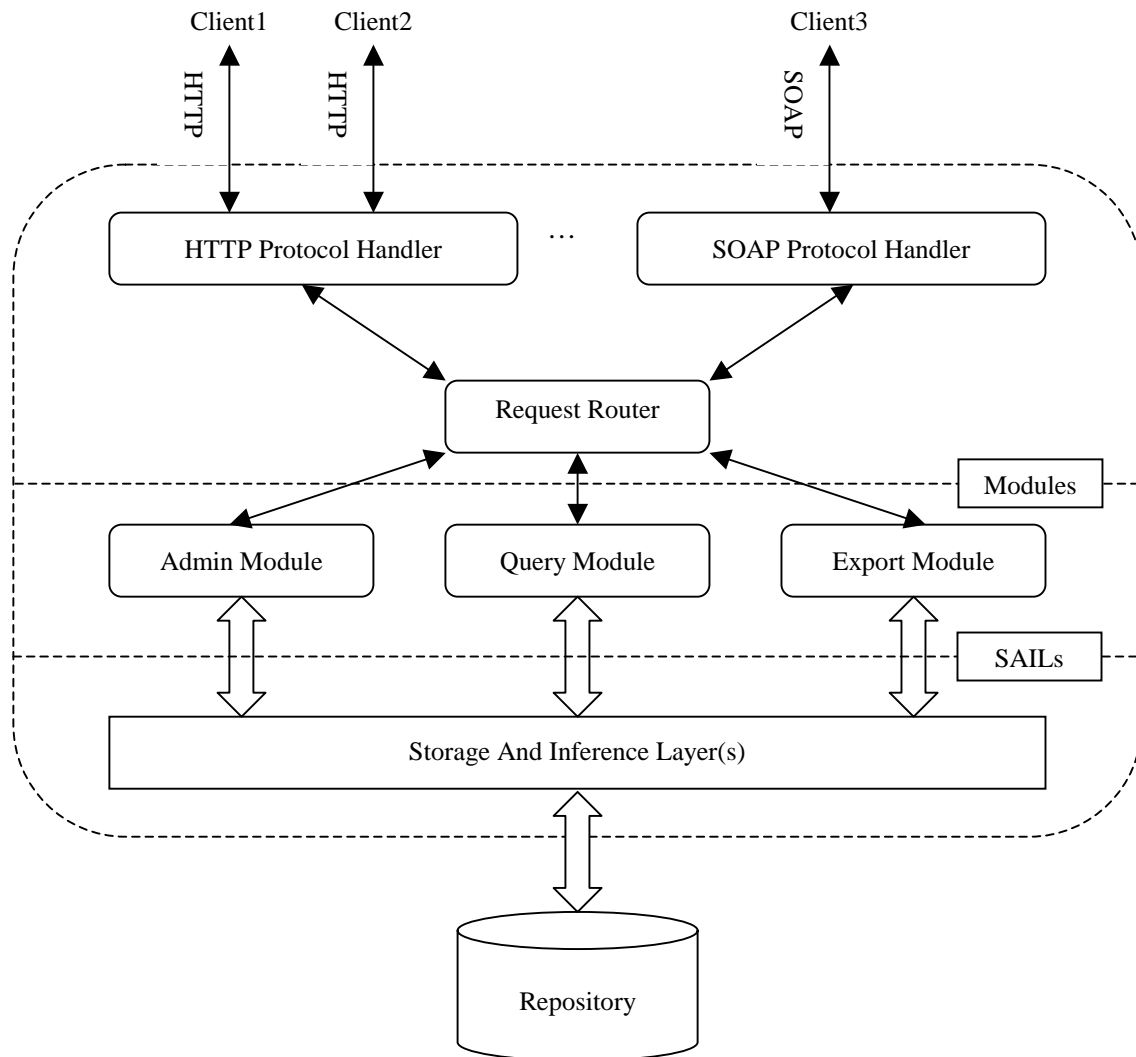 Client1
Client2
Client3
HTTP
HTTP
SOAP
HTTP Protocol Handler
...
SOAP Protocol Handler
Request Router
Modules
Admin Module
Query Module
Export Module
SAILs
Storage And Inference Layer(s)
Repository